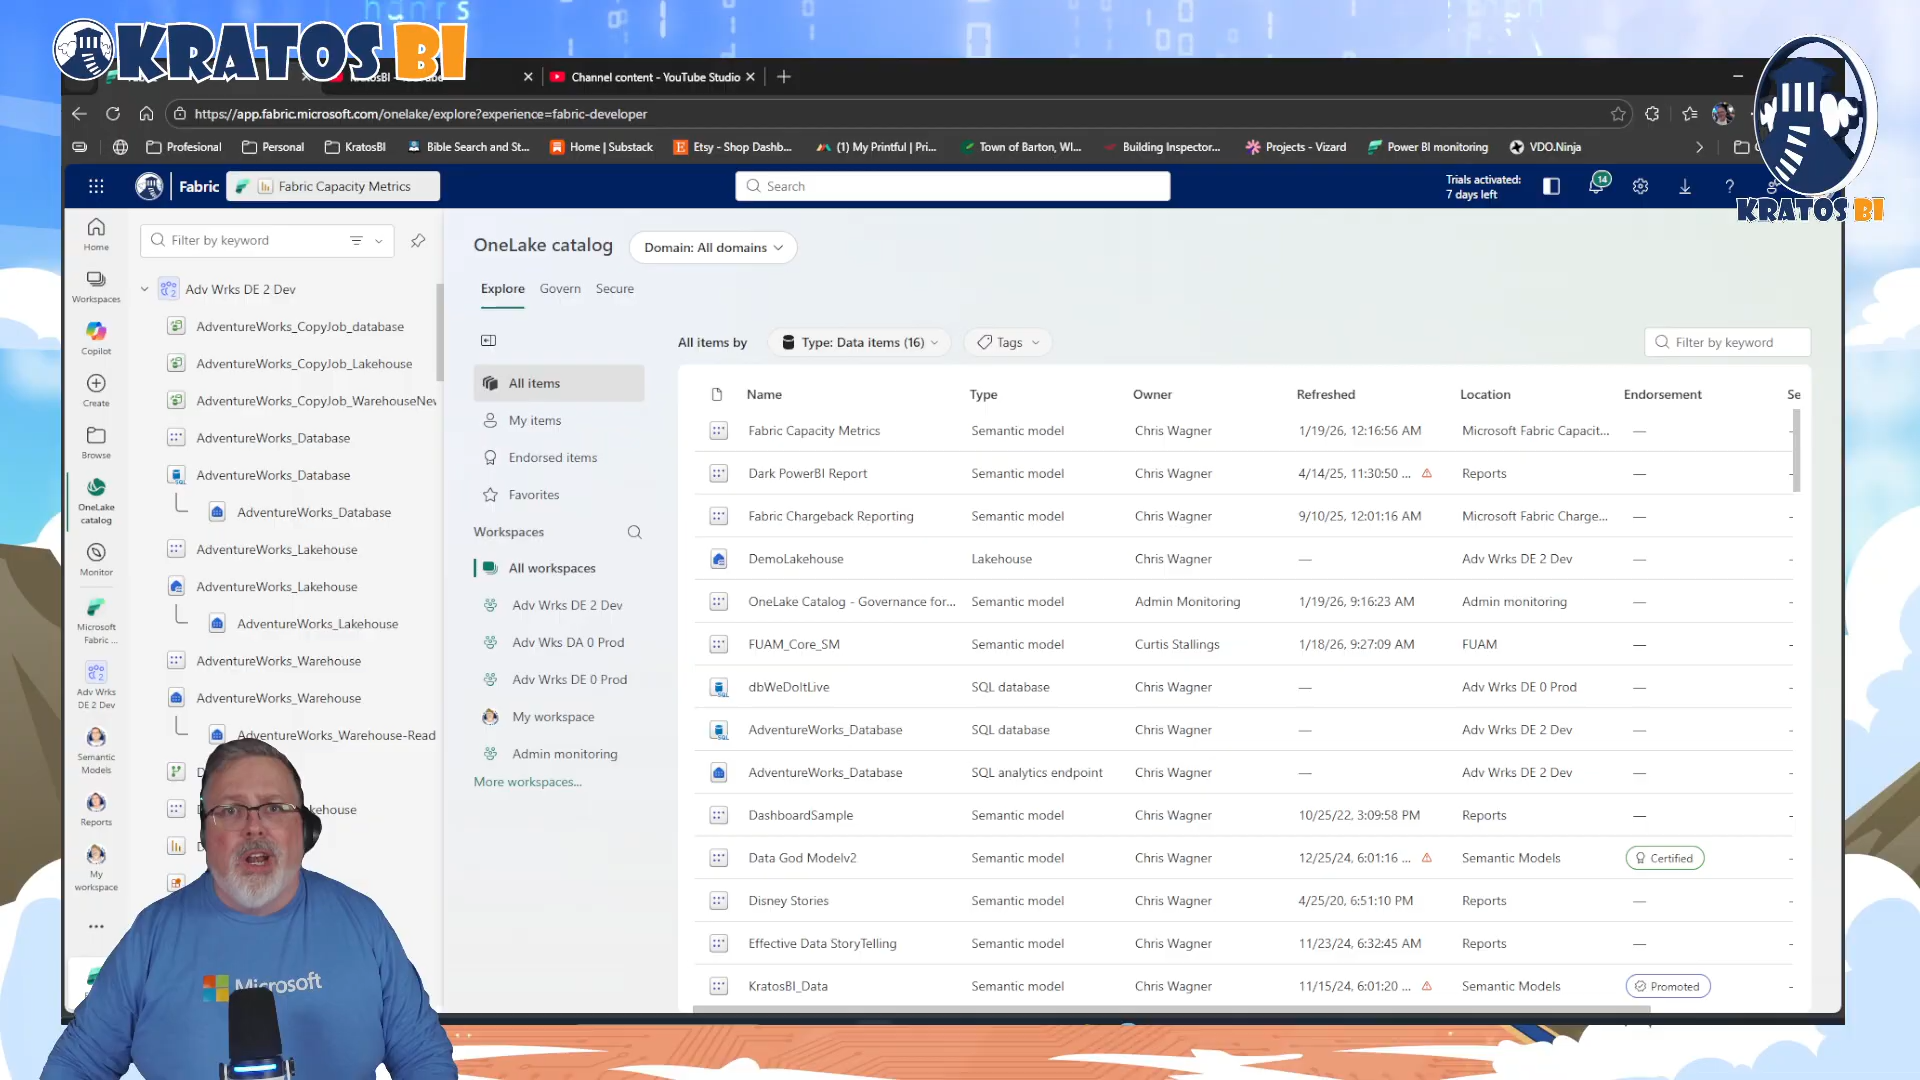 KRATOS BI
Channel content - YouTube Studio
https://app.fabric.microsoft.com/onelake/explore?experience=fabric-developer
Profesional
Personal
KratosBI
Bible Search and St...
Home | Substack
Etsy - Shop Dashb...
(1) My Printful | Pri...
Town of Barton, WI...
Building Inspector...
Projects - Vizard
Power BI monitoring
VDO.Ninja
KRATOS BI
Fabric
Fabric Capacity Metrics
Search
Trials activated:
7 days left
14
Home
Workspaces
Copilot
Create
Browse
OneLake
catalog
Monitor
Microsoft
Fabric ...
Adv Wrks
DE 2 Dev
Semantic
Models
Reports
My
workspace
Filter by keyword
Adv Wrks DE 2 Dev
AdventureWorks_CopyJob_database
AdventureWorks_CopyJob_Lakehouse
AdventureWorks_CopyJob_WarehouseNev
AdventureWorks_Database
AdventureWorks_Database
AdventureWorks_Database
AdventureWorks_Lakehouse
AdventureWorks_Lakehouse
AdventureWorks_Lakehouse
AdventureWorks_Warehouse
AdventureWorks_Warehouse
AdventureWorks_Warehouse-Read
kehouse
Microsoft
OneLake catalog
Domain: All domains
Explore Govern Secure
All items
My items
Endorsed items
Favorites
Workspaces
All workspaces
Adv Wrks DE 2 Dev
Adv Wks DA 0 Prod
Adv Wrks DE 0 Prod
My workspace
Admin monitoring
More workspaces...
All items by
Type: Data items (16)
Tags
Filter by keyword
Name Type Owner Refreshed Location Endorsement Se
Fabric Capacity Metrics Semantic model Chris Wagner 1/19/26, 12:16:56 AM Microsoft Fabric Capacit... — -
Dark PowerBI Report Semantic model Chris Wagner 4/14/25, 11:30:50 ... Reports — -
Fabric Chargeback Reporting Semantic model Chris Wagner 9/10/25, 12:01:16 AM Microsoft Fabric Charge... — -
DemoLakehouse Lakehouse Chris Wagner — Adv Wrks DE 2 Dev — -
OneLake Catalog - Governance for... Semantic model Admin Monitoring 1/19/26, 9:16:23 AM Admin monitoring — -
FUAM_Core_SM Semantic model Curtis Stallings 1/18/26, 9:27:09 AM FUAM — -
dbWeDoItLive SQL database Chris Wagner — Adv Wrks DE 0 Prod — -
AdventureWorks_Database SQL database Chris Wagner — Adv Wrks DE 2 Dev — -
AdventureWorks_Database SQL analytics endpoint Chris Wagner — Adv Wrks DE 2 Dev — -
DashboardSample Semantic model Chris Wagner 10/25/22, 3:09:58 PM Reports — -
Data God Modelv2 Semantic model Chris Wagner 12/25/24, 6:01:16 ... Semantic Models Certified -
Disney Stories Semantic model Chris Wagner 4/25/20, 6:51:10 PM Reports — -
Effective Data StoryTelling Semantic model Chris Wagner 11/23/24, 6:32:45 AM Reports — -
KratosBI_Data Semantic model Chris Wagner 11/15/24, 6:01:20 ... Semantic Models Promoted -